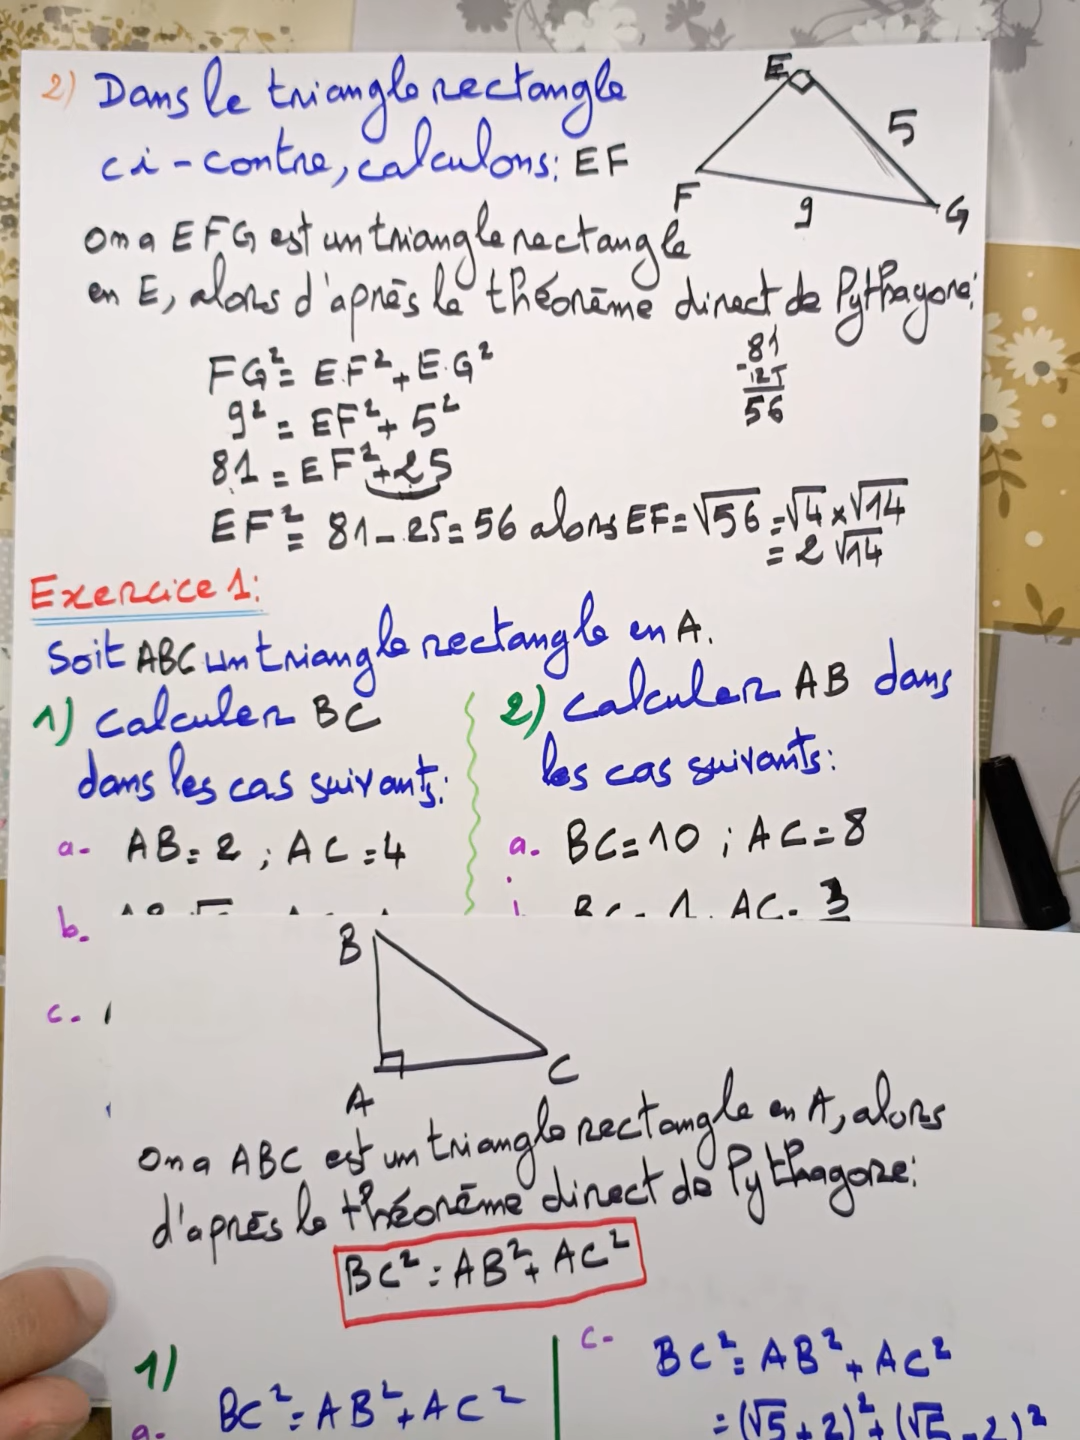 2) Dans le triangle rectangle
ci-contre, calculons: EF
E
5
F
9
G
on a EFG est un triangle rectangle
en E, alors d'après le théorème direct de Pythagore:
FG² = EF² + EG²
9² = EF² + 5²
81 = EF² + 25
81
- 25
56
EF² = 81 - 25 = 56 alors EF = √56 = √4 × √14
= 2 √14
Exercice 1:
Soit ABC un triangle rectangle en A.
1) Calculer BC
dans les cas suivants:
a- AB = 2 ; AC = 4
b.
c.
2) Calculer AB dans
les cas suivants:
a. BC = 10 ; AC = 8
BC = 1 AC = 3
B
A
C
On a ABC est un triangle rectangle en A, alors
d'après le théorème direct de Pythagore:
BC² = AB² + AC²
1)
a- BC² = AB² + AC²
c- BC² = AB² + AC²
= (√5 + 2)² + (√5 - 2)²